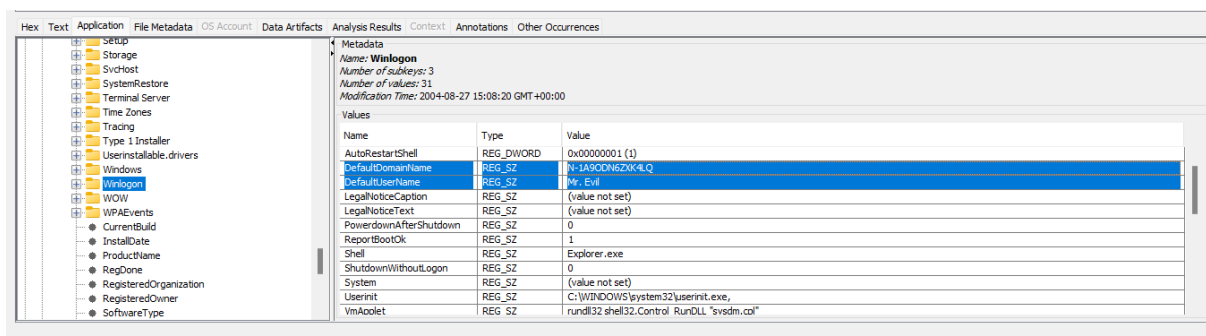 Hex Text Application File Metadata OS Account Data Artifacts Analysis Results Context Annotations Other Occurrences
Setup
Storage
SvcHost
SystemRestore
Terminal Server
Time Zones
Tracing
Type 1 Installer
Userinstallable.drivers
Windows
Winlogon
WOW
WPAEvents
CurrentBuild
InstallDate
ProductName
RegDone
RegisteredOrganization
RegisteredOwner
SoftwareType
Metadata
Name: Winlogon
Number of subkeys: 3
Number of values: 31
Modification Time: 2004-08-27 15:08:20 GMT+00:00
Values
Name Type Value
AutoRestartShell REG_DWORD 0x00000001 (1)
DefaultDomainName REG_SZ N-1A9ODN6ZXK4LQ
DefaultUserName REG_SZ Mr. Evil
LegalNoticeCaption REG_SZ (value not set)
LegalNoticeText REG_SZ (value not set)
PowerdownAfterShutdown REG_SZ 0
ReportBootOk REG_SZ 1
Shell REG_SZ Explorer.exe
ShutdownWithoutLogon REG_SZ 0
System REG_SZ (value not set)
Userinit REG_SZ C:\WINDOWS\system32\userinit.exe,
VmApplet REG_SZ rundll32 shell32,Control_RunDLL "sysdm.cpl"